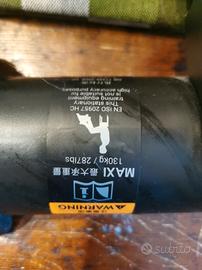 WARNING
MAXI 最大承重量
130kg / 287lbs
EN ISO 20957 HC
This stationary
training equipment
is not suitable for
high accuracy purposes
subito